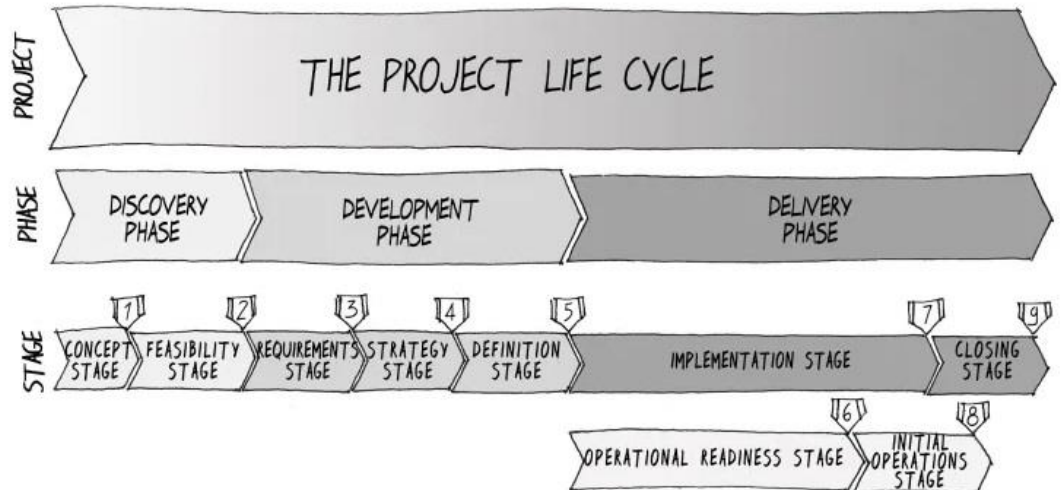 PROJECT
THE PROJECT LIFE CYCLE
PHASE
DISCOVERY
PHASE
DEVELOPMENT
PHASE
DELIVERY
PHASE
STAGE
1
2
3
4
5
7
9
CONCEPT
STAGE
FEASIBILITY
STAGE
REQUIREMENTS
STAGE
STRATEGY
STAGE
DEFINITION
STAGE
IMPLEMENTATION STAGE
CLOSING
STAGE
6
8
OPERATIONAL READINESS STAGE
INITIAL
OPERATIONS
STAGE